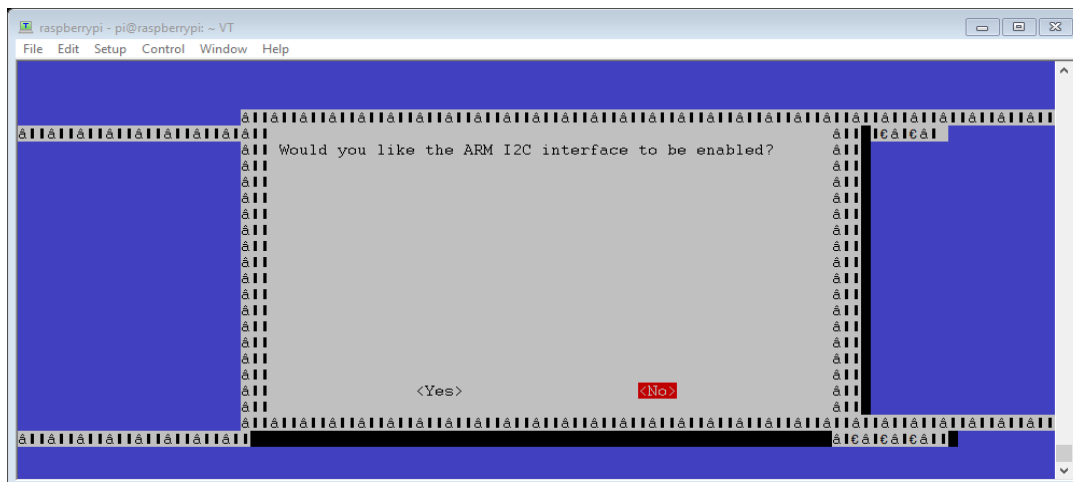 raspberrypi - pi@raspberrypi: ~ VT
File Edit Setup Control Window Help
Would you like the ARM I2C interface to be enabled?
<Yes> <No>